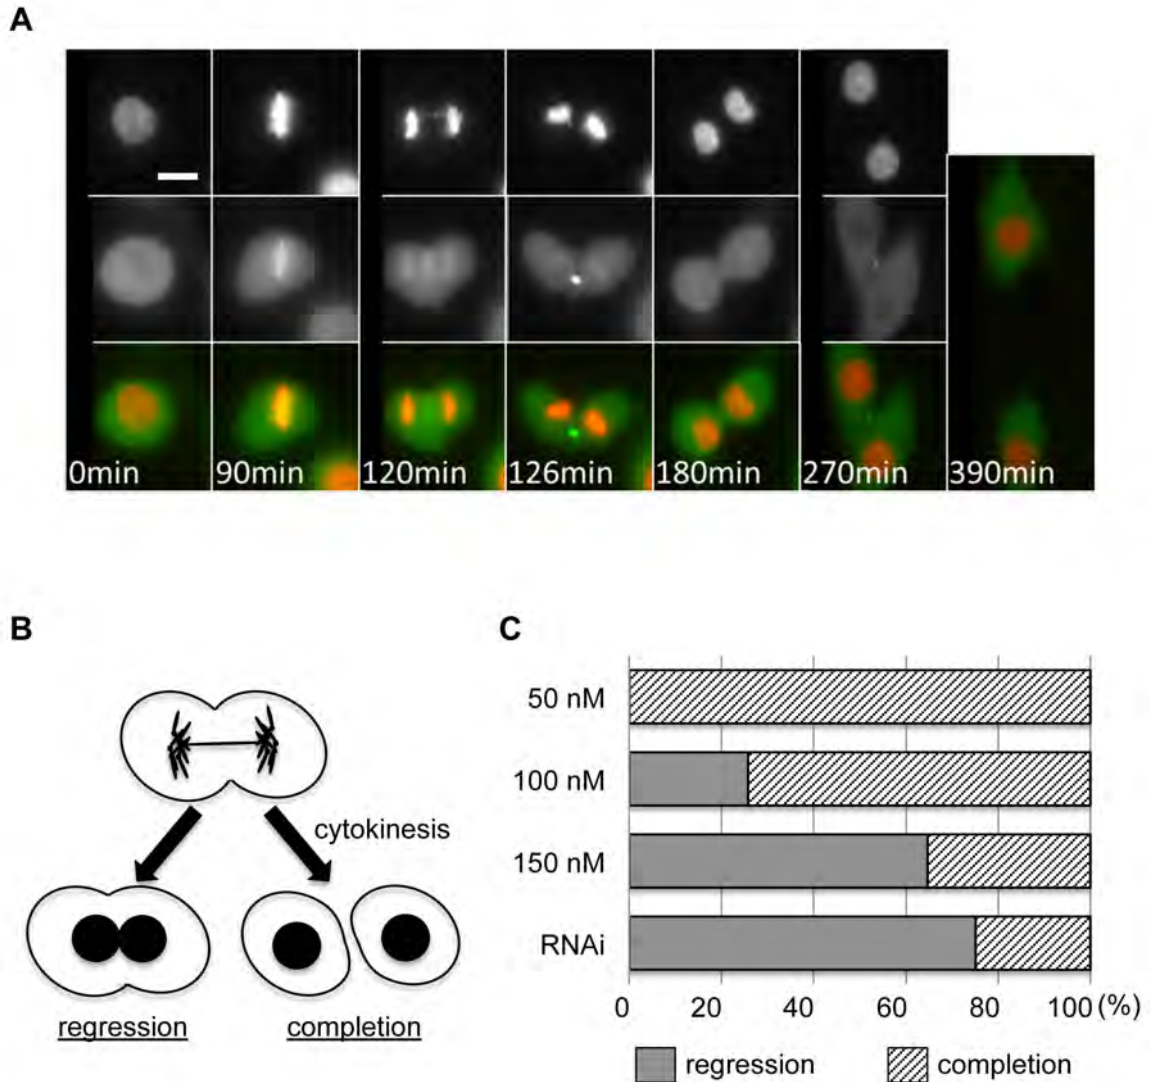 A
0min 90min 120min 126min 180min 270min 390min
B
cytokinesis
regression completion
C
50 nM
100 nM
150 nM
RNAi
0 20 40 60 80 100 (%)
regression completion